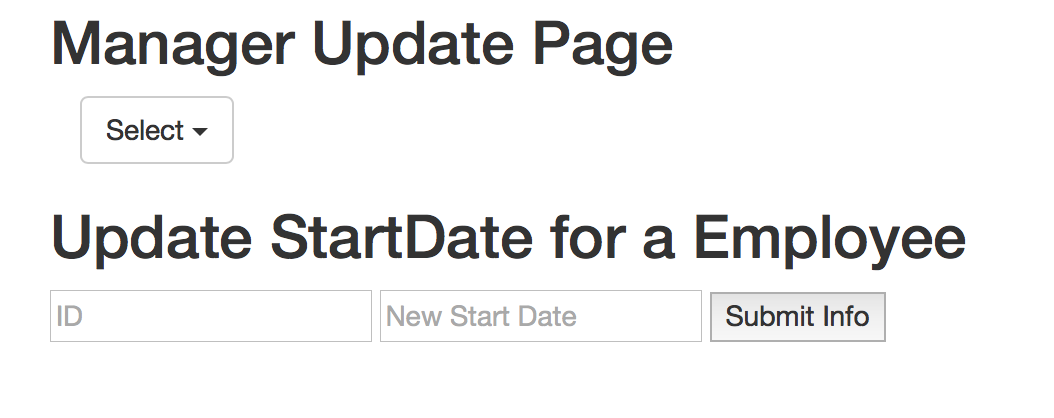 Manager Update Page
Select
Update StartDate for a Employee
ID New Start Date Submit Info